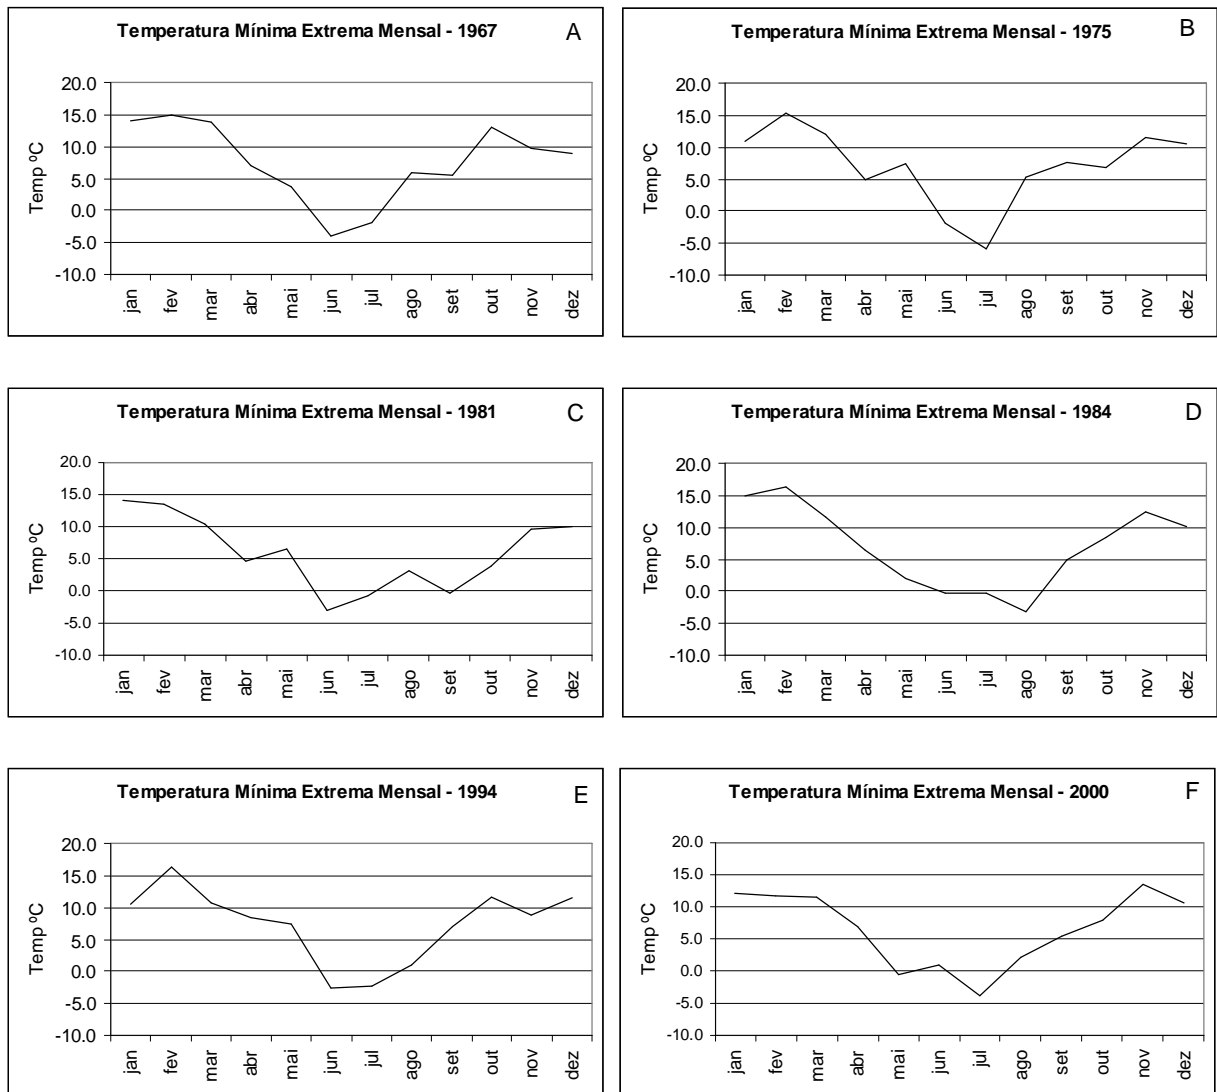 Temperatura Mínima Extrema Mensal - 1967 A
20.0
15.0
10.0
5.0
0.0
-5.0
-10.0
Temp ºC
jan fev mar abr mai jun jul ago set out nov dez
Temperatura Mínima Extrema Mensal - 1975 B
20.0
15.0
10.0
5.0
0.0
-5.0
-10.0
Temp ºC
jan fev mar abr mai jun jul ago set out nov dez
Temperatura Mínima Extrema Mensal - 1981 C
20.0
15.0
10.0
5.0
0.0
-5.0
-10.0
Temp ºC
jan fev mar abr mai jun jul ago set out nov dez
Temperatura Mínima Extrema Mensal - 1984 D
20.0
15.0
10.0
5.0
0.0
-5.0
-10.0
Temp ºC
jan fev mar abr mai jun jul ago set out nov dez
Temperatura Mínima Extrema Mensal - 1994 E
20.0
15.0
10.0
5.0
0.0
-5.0
-10.0
Temp ºC
jan fev mar abr mai jun jul ago set out nov dez
Temperatura Mínima Extrema Mensal - 2000 F
20.0
15.0
10.0
5.0
0.0
-5.0
-10.0
Temp ºC
jan fev mar abr mai jun jul ago set out nov dez